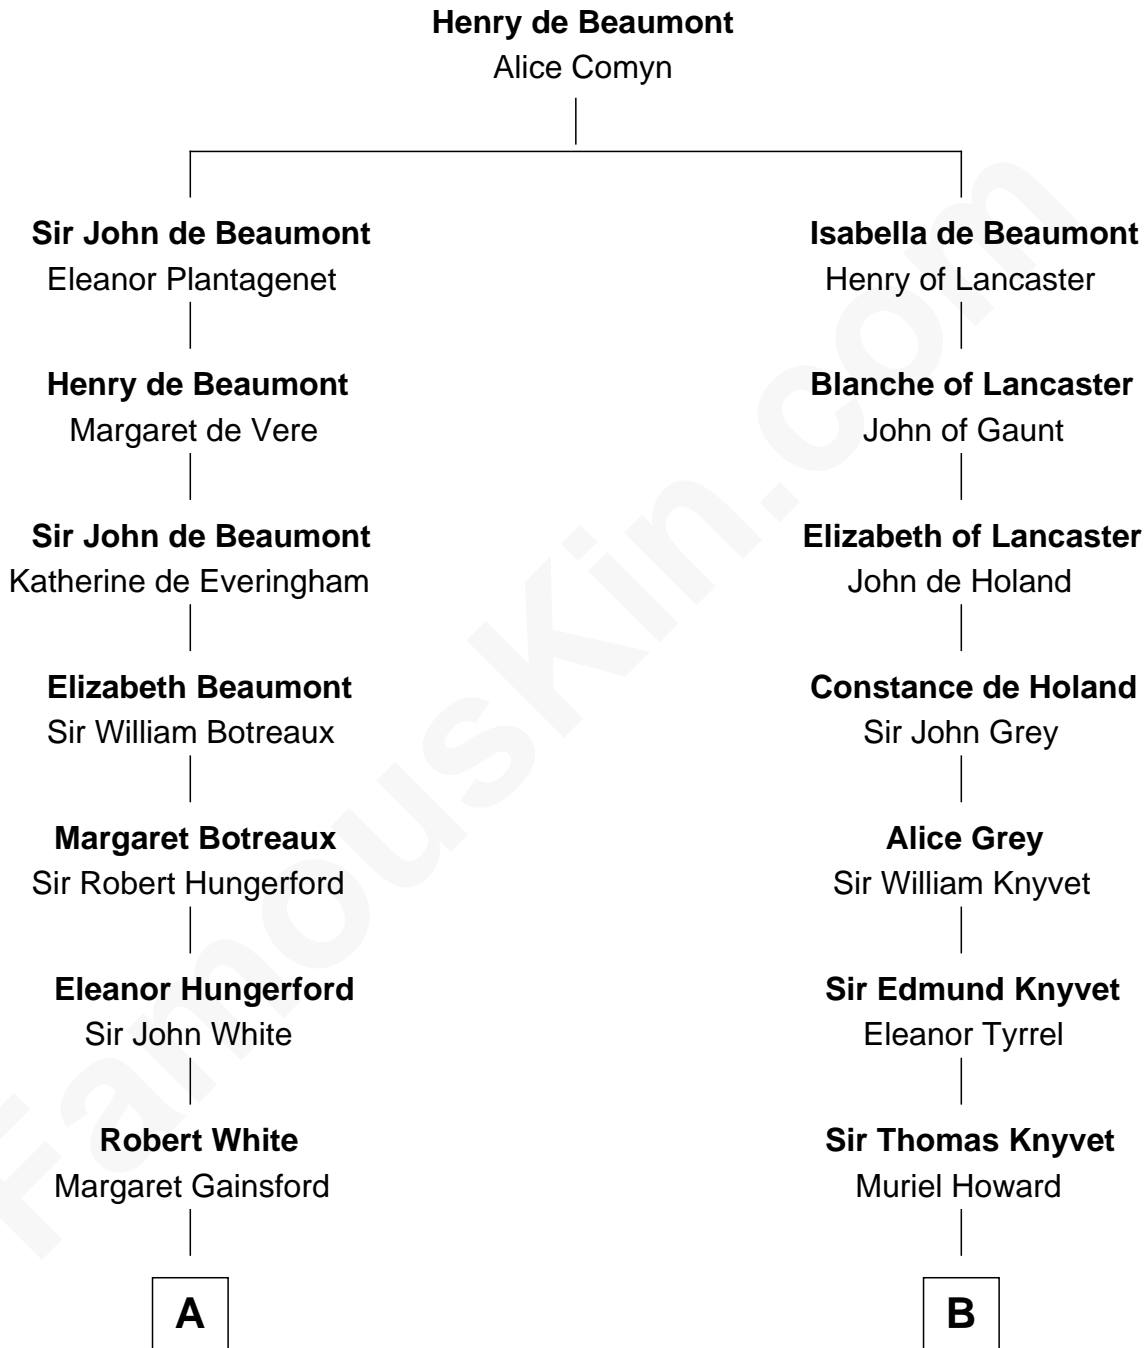 Henry de Beaumont
Alice Comyn
Sir John de Beaumont
Eleanor Plantagenet
Isabella de Beaumont
Henry of Lancaster
Henry de Beaumont
Margaret de Vere
Blanche of Lancaster
John of Gaunt
Sir John de Beaumont
Katherine de Everingham
Elizabeth of Lancaster
John de Holand
Elizabeth Beaumont
Sir William Botreaux
Constance de Holand
Sir John Grey
Margaret Botreaux
Sir Robert Hungerford
Alice Grey
Sir William Knyvet
Eleanor Hungerford
Sir John White
Sir Edmund Knyvet
Eleanor Tyrrel
Robert White
Margaret Gainsford
Sir Thomas Knyvet
Muriel Howard
A
B
FamousKin.com